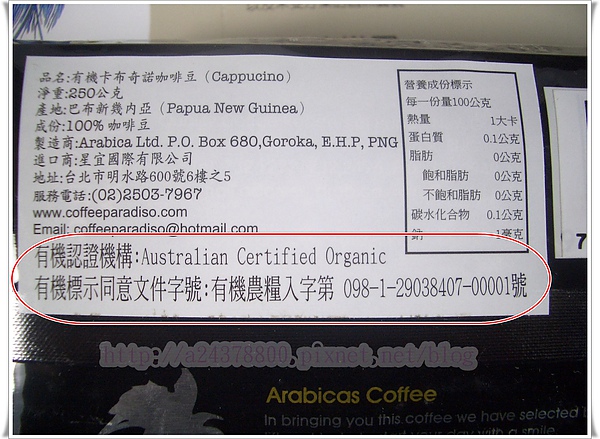 品名:有機卡布奇諾咖啡豆(Cappucino)
淨重:250公克
產地:巴布新幾內亞(Papua New Guinea)
成份:100%咖啡豆
製造商:Arabica Ltd. P.O. Box 680,Goroka, E.H.P, PNG
進口商:星宜國際有限公司
地址:台北市明水路600號6樓之5
服務電話:(02)2503-7967
www.coffeeparadiso.com
Email: coffeeparadiso@hotmail.com
營養成份標示
每一份量100公克
熱量 1大卡
蛋白質 0.1公克
脂肪 0公克
飽和脂肪 0公克
不飽和脂肪 0公克
碳水化合物 0.1公克
鈉 1毫克
有機認證機構:Australian Certified Organic
有機標示同意文件字號:有機農糧入字第 098-1-29038407-00001號
7
http://a24378800.pixnet.net/blog
Arabicas Coffee
In bringing you this coffee we have selected
your day with a smile